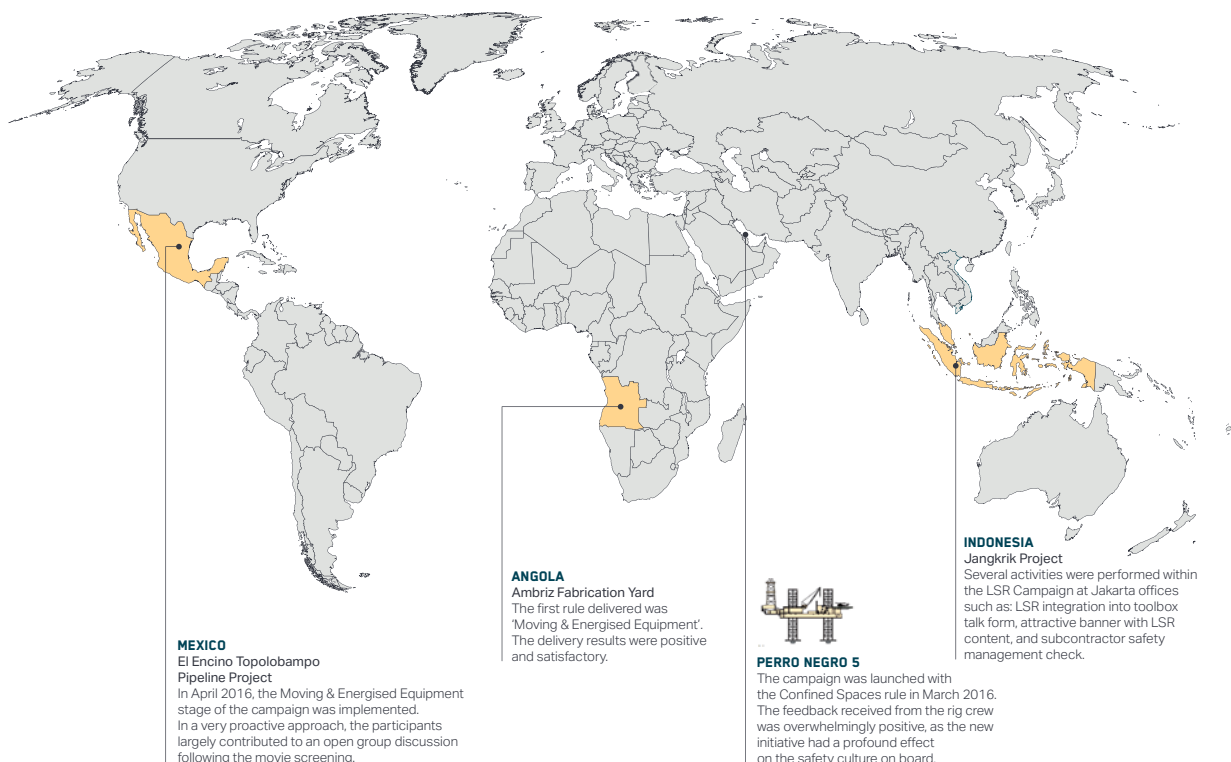 MEXICO
El Encino Topolobampo
Pipeline Project
In April 2016, the Moving & Energised Equipment
stage of the campaign was implemented.
In a very proactive approach, the participants
largely contributed to an open group discussion
following the movie screening.
ANGOLA
Ambriz Fabrication Yard
The first rule delivered was
‘Moving & Energised Equipment’.
The delivery results were positive
and satisfactory.
PERRO NEGRO 5
The campaign was launched with
the Confined Spaces rule in March 2016.
The feedback received from the rig crew
was overwhelmingly positive, as the new
initiative had a profound effect
on the safety culture on board.
INDONESIA
Jangkrik Project
Several activities were performed within
the LSR Campaign at Jakarta offices
such as: LSR integration into toolbox
talk form, attractive banner with LSR
content, and subcontractor safety
management check.